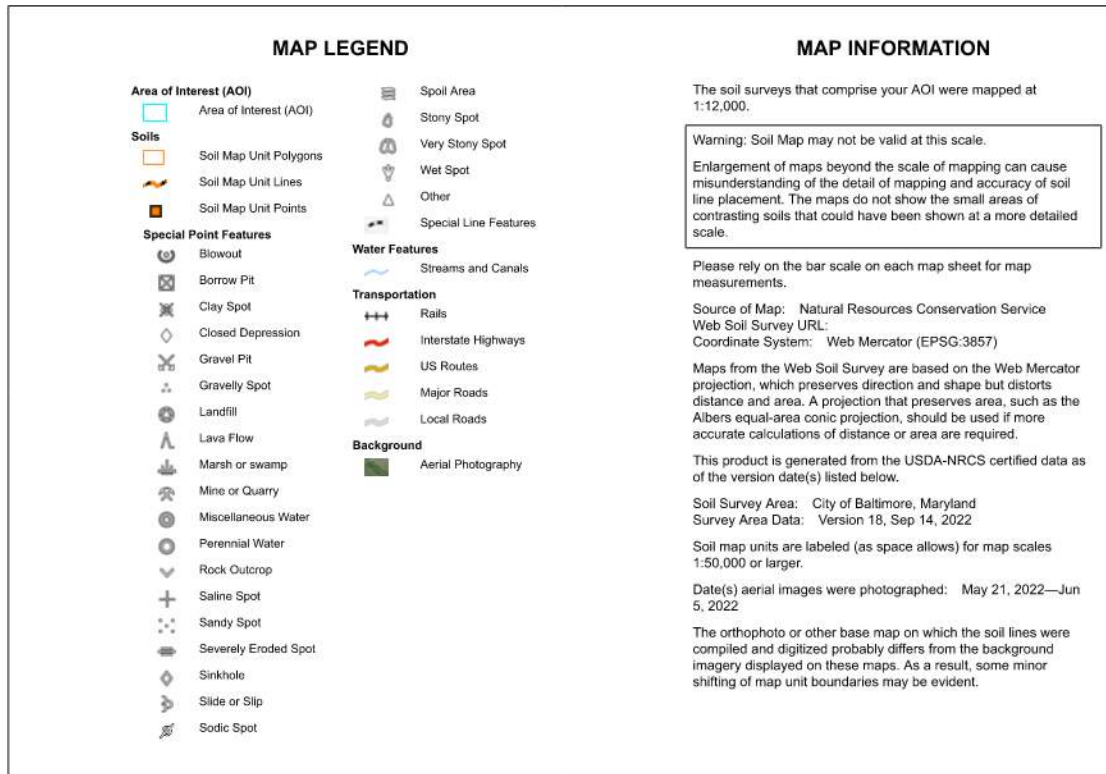 MAP LEGEND
Area of Interest (AOI)
Area of Interest (AOI)
Soils
Soil Map Unit Polygons
Soil Map Unit Lines
Soil Map Unit Points
Special Point Features
Blowout
Borrow Pit
Clay Spot
Closed Depression
Gravel Pit
Gravelly Spot
Landfill
Lava Flow
Marsh or swamp
Mine or Quarry
Miscellaneous Water
Perennial Water
Rock Outcrop
Saline Spot
Sandy Spot
Severely Eroded Spot
Sinkhole
Slide or Slip
Sodic Spot
Spoil Area
Stony Spot
Very Stony Spot
Wet Spot
Other
Special Line Features
Water Features
Streams and Canals
Transportation
Rails
Interstate Highways
US Routes
Major Roads
Local Roads
Background
Aerial Photography
MAP INFORMATION
The soil surveys that comprise your AOI were mapped at
1:12,000.
Warning: Soil Map may not be valid at this scale.
Enlargement of maps beyond the scale of mapping can cause
misunderstanding of the detail of mapping and accuracy of soil
line placement. The maps do not show the small areas of
contrasting soils that could have been shown at a more detailed
scale.
Please rely on the bar scale on each map sheet for map
measurements.
Source of Map: Natural Resources Conservation Service
Web Soil Survey URL:
Coordinate System: Web Mercator (EPSG:3857)
Maps from the Web Soil Survey are based on the Web Mercator
projection, which preserves direction and shape but distorts
distance and area. A projection that preserves area, such as the
Albers equal-area conic projection, should be used if more
accurate calculations of distance or area are required.
This product is generated from the USDA-NRCS certified data as
of the version date(s) listed below.
Soil Survey Area: City of Baltimore, Maryland
Survey Area Data: Version 18, Sep 14, 2022
Soil map units are labeled (as space allows) for map scales
1:50,000 or larger.
Date(s) aerial images were photographed: May 21, 2022—Jun
5, 2022
The orthophoto or other base map on which the soil lines were
compiled and digitized probably differs from the background
imagery displayed on these maps. As a result, some minor
shifting of map unit boundaries may be evident.